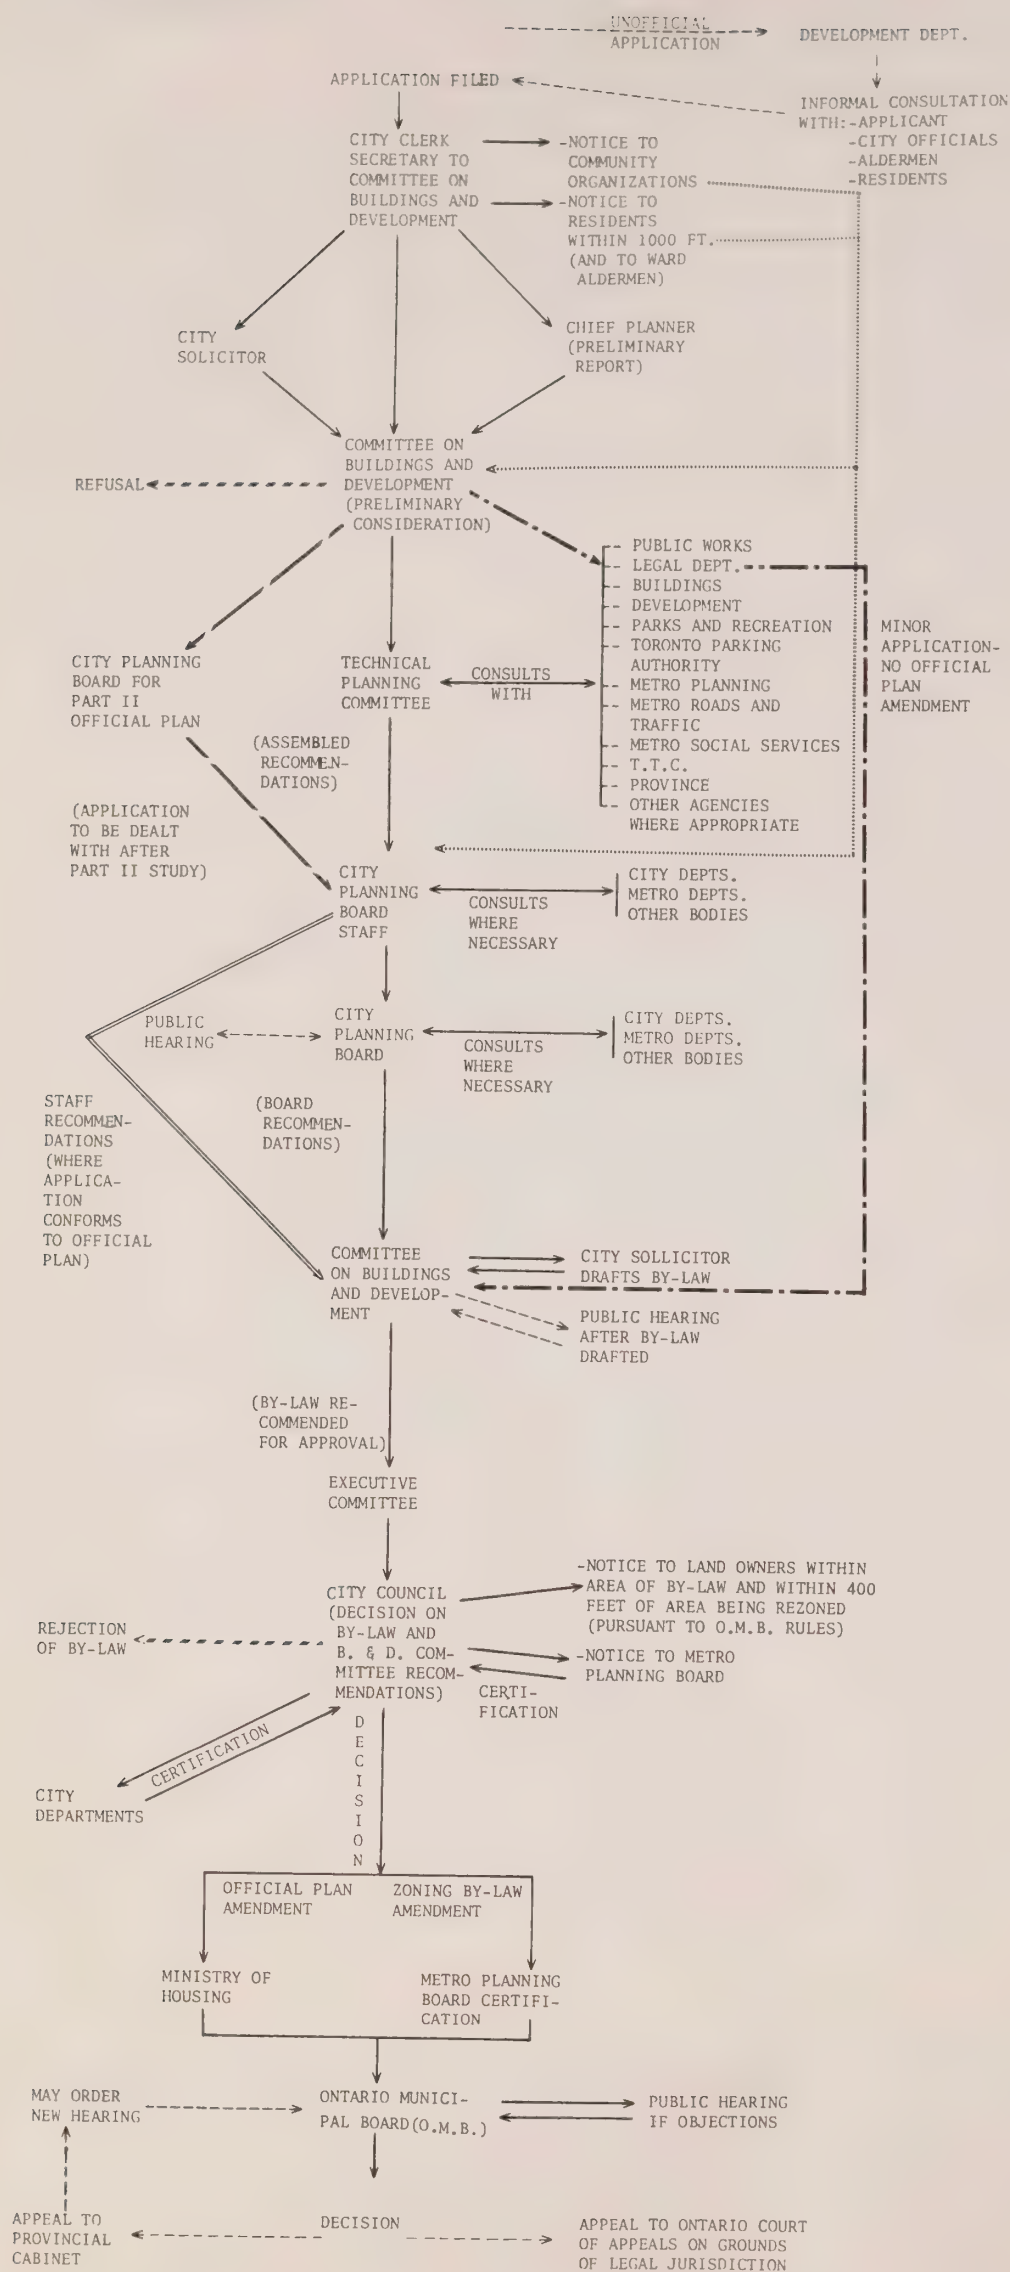 UNOFFICIAL
APPLICATION
DEVELOPMENT DEPT.
APPLICATION FILED
INFORMAL CONSULTATION
WITH:-APPLICANT
-CITY OFFICIALS
-ALDERMEN
-RESIDENTS
CITY CLERK
SECRETARY TO
COMMITTEE ON
BUILDINGS AND
DEVELOPMENT
-NOTICE TO
COMMUNITY
ORGANIZATIONS
-NOTICE TO
RESIDENTS
WITHIN 1000 FT.
(AND TO WARD
ALDERMEN)
CITY
SOLICITOR
CHIEF PLANNER
(PRELIMINARY
REPORT)
COMMITTEE ON
BUILDINGS AND
DEVELOPMENT
(PRELIMINARY
CONSIDERATION)
REFUSAL
PUBLIC WORKS
LEGAL DEPT.
BUILDINGS
DEVELOPMENT
PARKS AND RECREATION
TORONTO PARKING
AUTHORITY
METRO PLANNING
METRO ROADS AND
TRAFFIC
METRO SOCIAL SERVICES
T.T.C.
PROVINCE
OTHER AGENCIES
WHERE APPROPRIATE
MINOR
APPLICATION-
NO OFFICIAL
PLAN
AMENDMENT
CITY PLANNING
BOARD FOR
PART II
OFFICIAL PLAN
TECHNICAL
PLANNING
COMMITTEE
CONSULTS
WITH
(ASSEMBLED
RECOMMEN-
DATIONS)
(APPLICATION
TO BE DEALT
WITH AFTER
PART II STUDY)
CITY
PLANNING
BOARD
STAFF
CONSULTS
WHERE
NECESSARY
CITY DEPTS.
METRO DEPTS.
OTHER BODIES
PUBLIC
HEARING
CITY
PLANNING
BOARD
CONSULTS
WHERE
NECESSARY
CITY DEPTS.
METRO DEPTS.
OTHER BODIES
STAFF
RECOMMEN-
DATIONS
(WHERE
APPLICA-
TION
CONFORMS
TO OFFICIAL
PLAN)
(BOARD
RECOMMEN-
DATIONS)
COMMITTEE
ON BUILDINGS
AND DEVELOP-
MENT
CITY SOLLICITOR
DRAFTS BY-LAW
PUBLIC HEARING
AFTER BY-LAW
DRAFTED
(BY-LAW RE-
COMMENDED
FOR APPROVAL)
EXECUTIVE
COMMITTEE
CITY COUNCIL
(DECISION ON
BY-LAW AND
B. & D. COM-
MITTEE RECOM-
MENDATIONS)
-NOTICE TO LAND OWNERS WITHIN
AREA OF BY-LAW AND WITHIN 400
FEET OF AREA BEING REZONED
(PURSUANT TO O.M.B. RULES)
REJECTION
OF BY-LAW
-NOTICE TO METRO
PLANNING BOARD
CERTI-
FICATION
CERTIFICATION
CITY
DEPARTMENTS
DECISION
OFFICIAL PLAN
AMENDMENT
ZONING BY-LAW
AMENDMENT
MINISTRY OF
HOUSING
METRO PLANNING
BOARD CERTIFI-
CATION
MAY ORDER
NEW HEARING
ONTARIO MUNICI-
PAL BOARD(O.M.B.)
PUBLIC HEARING
IF OBJECTIONS
APPEAL TO
PROVINCIAL
CABINET
DECISION
APPEAL TO ONTARIO COURT
OF APPEALS ON GROUNDS
OF LEGAL JURISDICTION